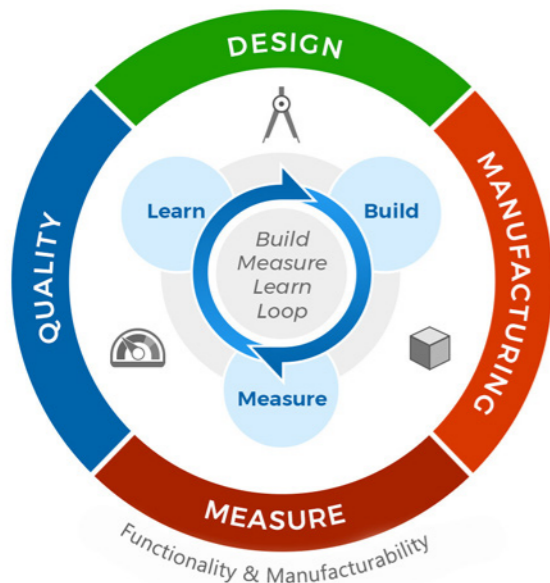 DESIGN
MANUFACTURING
QUALITY
Learn
Build
Build
Measure
Learn
Loop
Measure
MEASURE
Functionality & Manufacturability